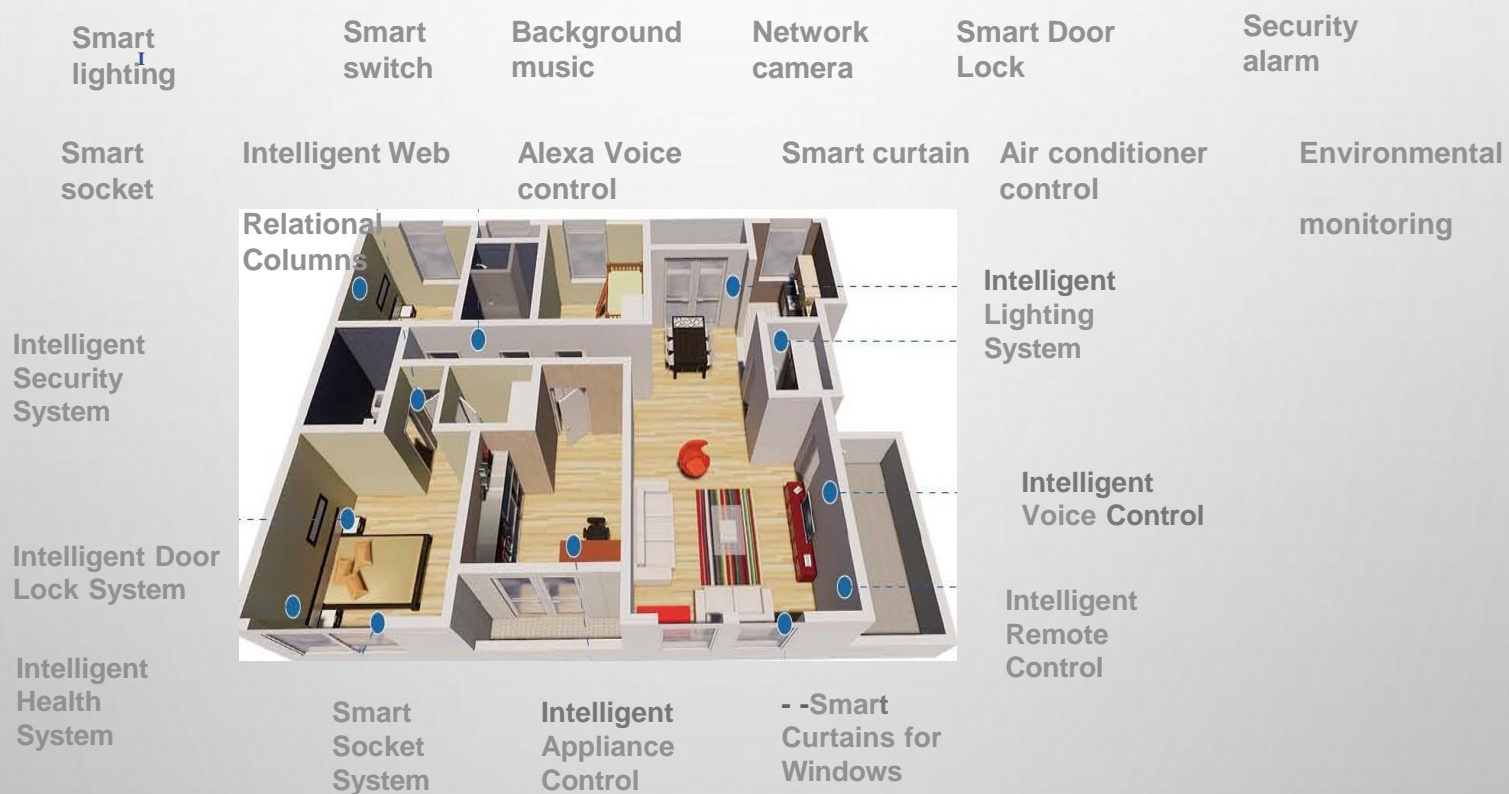 Smart
lighting
I
Smart
switch
Background
music
Network
camera
Smart Door
Lock
Security
alarm
Smart
socket
Intelligent Web
Relational
Columns
Alexa Voice
control
Smart curtain
Air conditioner
control
Environmental
monitoring
Intelligent
Security
System
Intelligent
Lighting
System
Intelligent
Voice Control
Intelligent Door
Lock System
Intelligent
Remote
Control
Intelligent
Health
System
Smart
Socket
System
Intelligent
Appliance
Control
- -Smart
Curtains for
Windows